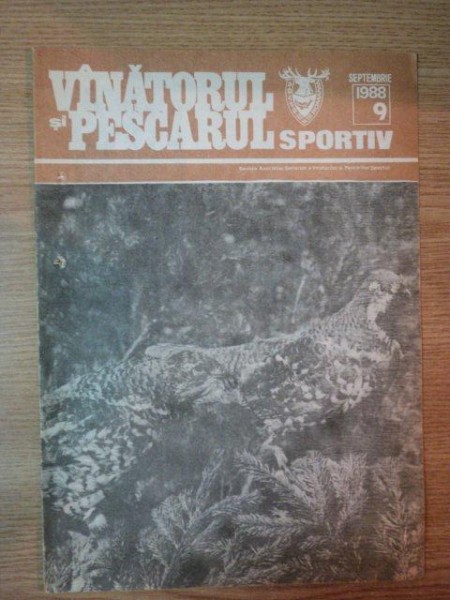 VÎNĂTORUL
și PESCARUL SPORTIV
SEPTEMBRIE
1988
9